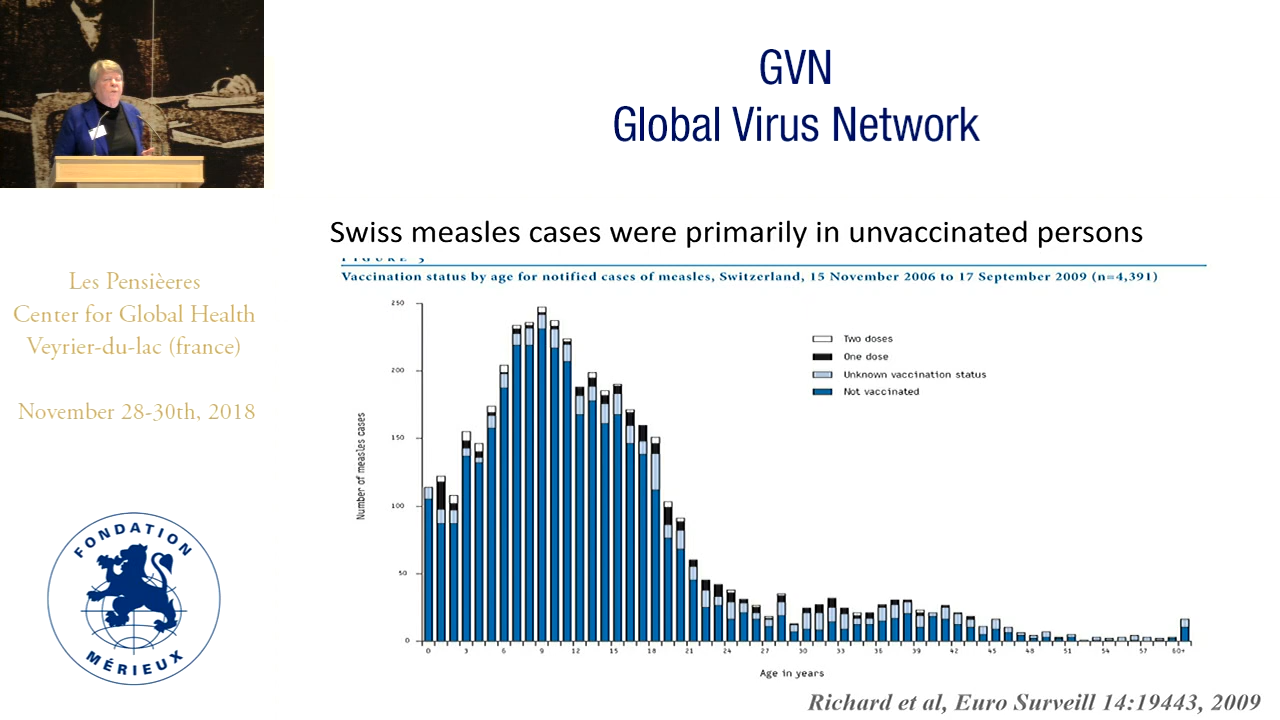 GVN
Global Virus Network
Swiss measles cases were primarily in unvaccinated persons
Les Pensièeres
Center for Global Health
Veyrier-du-lac (france)
November 28-30th, 2018
FONDATION
MÉRIEUX
FIGURE 3
Vaccination status by age for notified cases of measles, Switzerland, 15 November 2006 to 17 September 2009 (n=4,391)
250
200
150
100
50
0
Number of measles cases
Two doses
One dose
Unknown vaccination status
Not vaccinated
0 3 6 9 12 15 18 21 24 27 30 33 36 39 42 45 48 51 54 57 60+
Age in years
Richard et al, Euro Surveill 14:19443, 2009